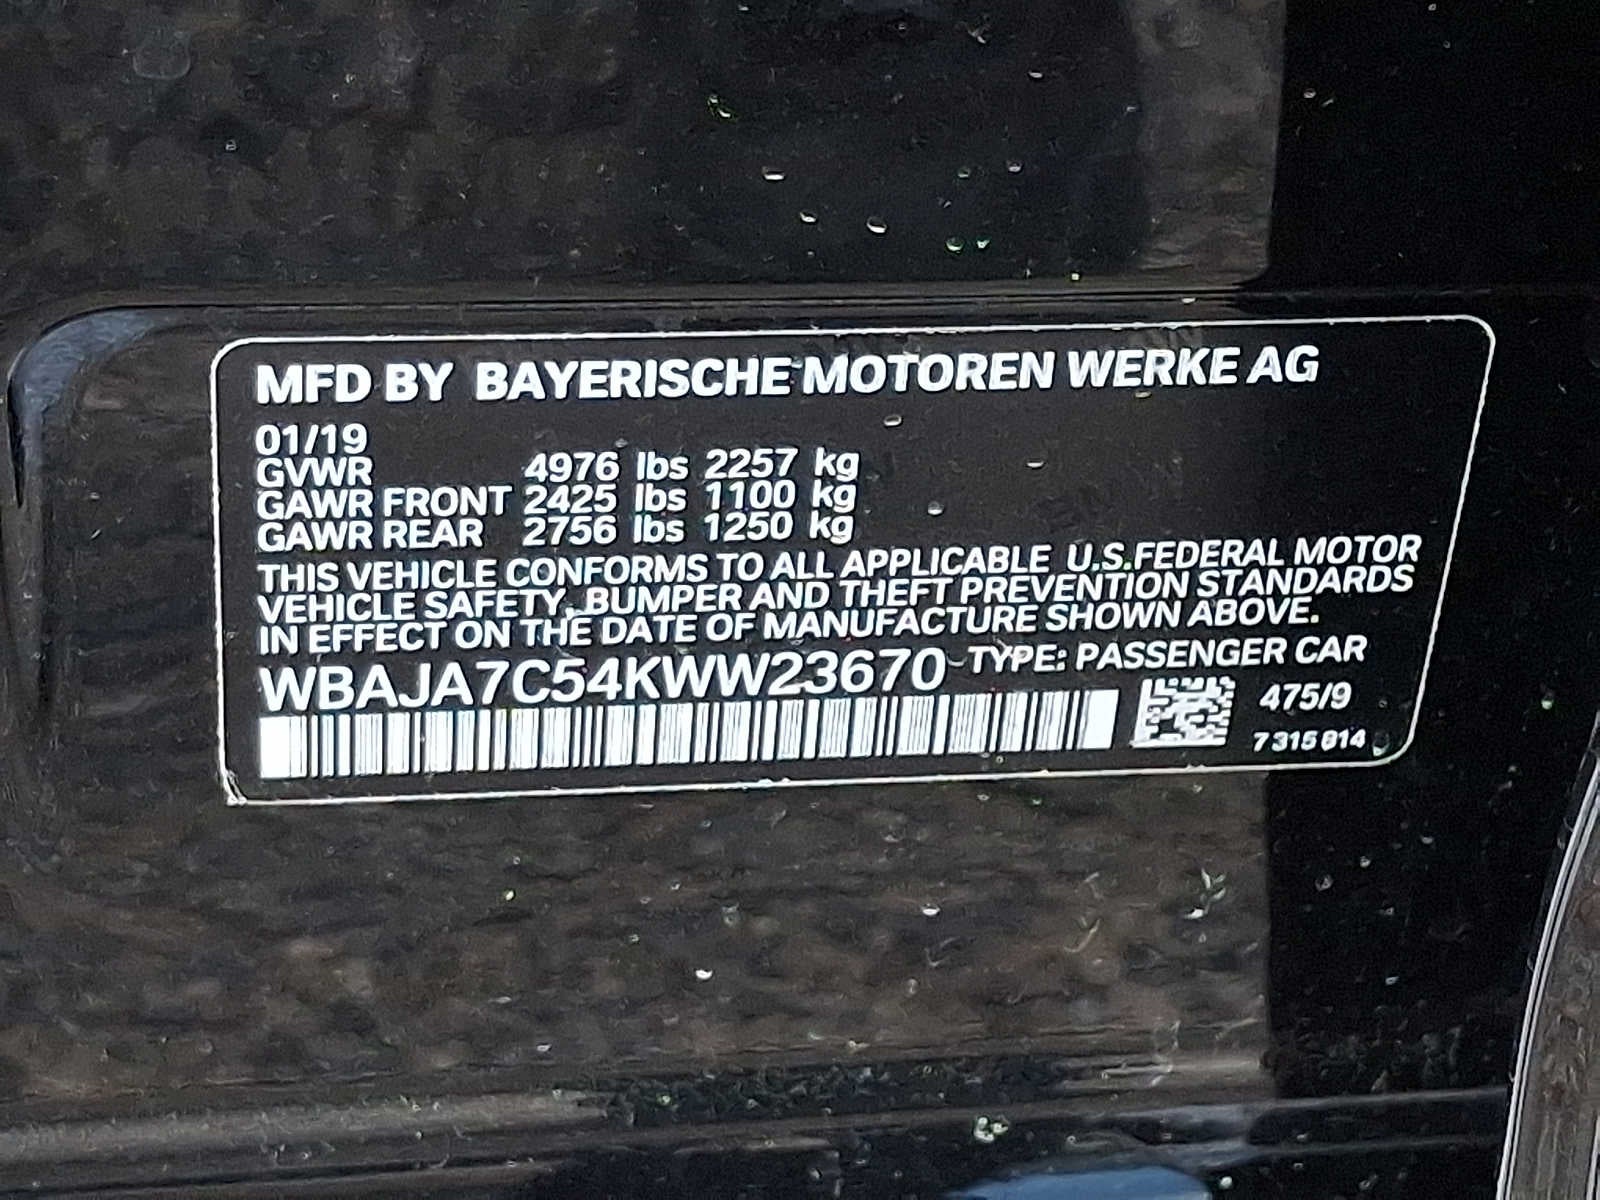 MFD BY BAYERISCHE MOTOREN WERKE AG
01/19
GVWR 4976 lbs 2257 kg
GAWR FRONT 2425 lbs 1100 kg
GAWR REAR 2756 lbs 1250 kg
THIS VEHICLE CONFORMS TO ALL APPLICABLE U.S.FEDERAL MOTOR
VEHICLE SAFETY, BUMPER AND THEFT PREVENTION STANDARDS
IN EFFECT ON THE DATE OF MANUFACTURE SHOWN ABOVE.
WBAJA7C54KWW23670 TYPE: PASSENGER CAR
475/9
7 315 814